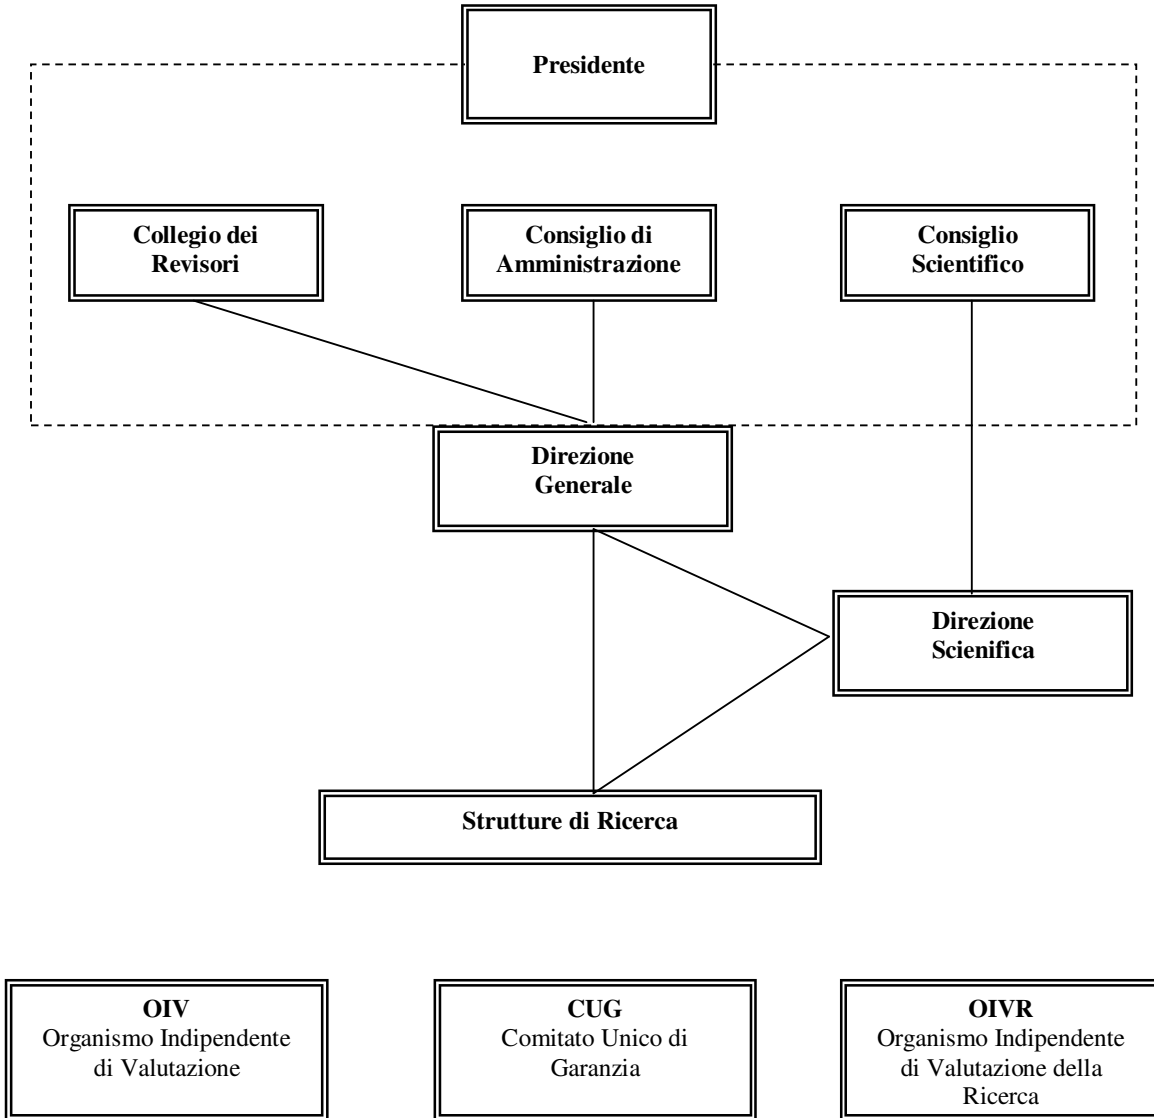 Presidente
Collegio dei
Revisori
Consiglio di
Amministrazione
Consiglio
Scientifico
Direzione
Generale
Direzione
Scienifica
Strutture di Ricerca
OIV
Organismo Indipendente
di Valutazione
CUG
Comitato Unico di
Garanzia
OIVR
Organismo Indipendente
di Valutazione della
Ricerca